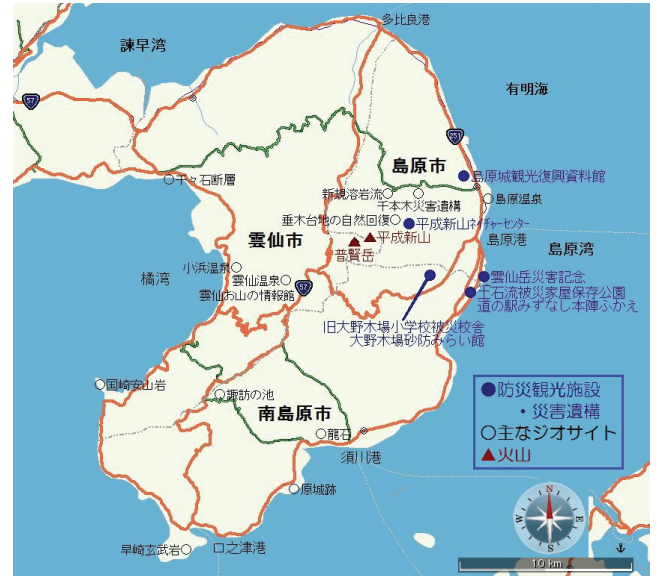 多比良港
諫早湾
有明海
57
251
島原市
島原城観光復興資料館
千々石断層
新規溶岩流
千本木災害遺構
島原温泉
垂木台地の自然回復
平成新山ネイチャーセンター
雲仙市
平成新山
島原港
普賢岳
島原湾
橘湾
小浜温泉
雲仙温泉
雲仙お山の情報館
57
雲仙岳災害記念
土石流被災家屋保存公園
道の駅みずなし本陣ふかえ
旧大野木場小学校被災校舎
大野木場砂防みらい館
国崎安山岩
諏訪の池
南島原市
龍石
須川港
原城跡
早崎玄武岩
口之津港
防災観光施設
・災害遺構
主なジオサイト
火山
N
W
E
S
10 km